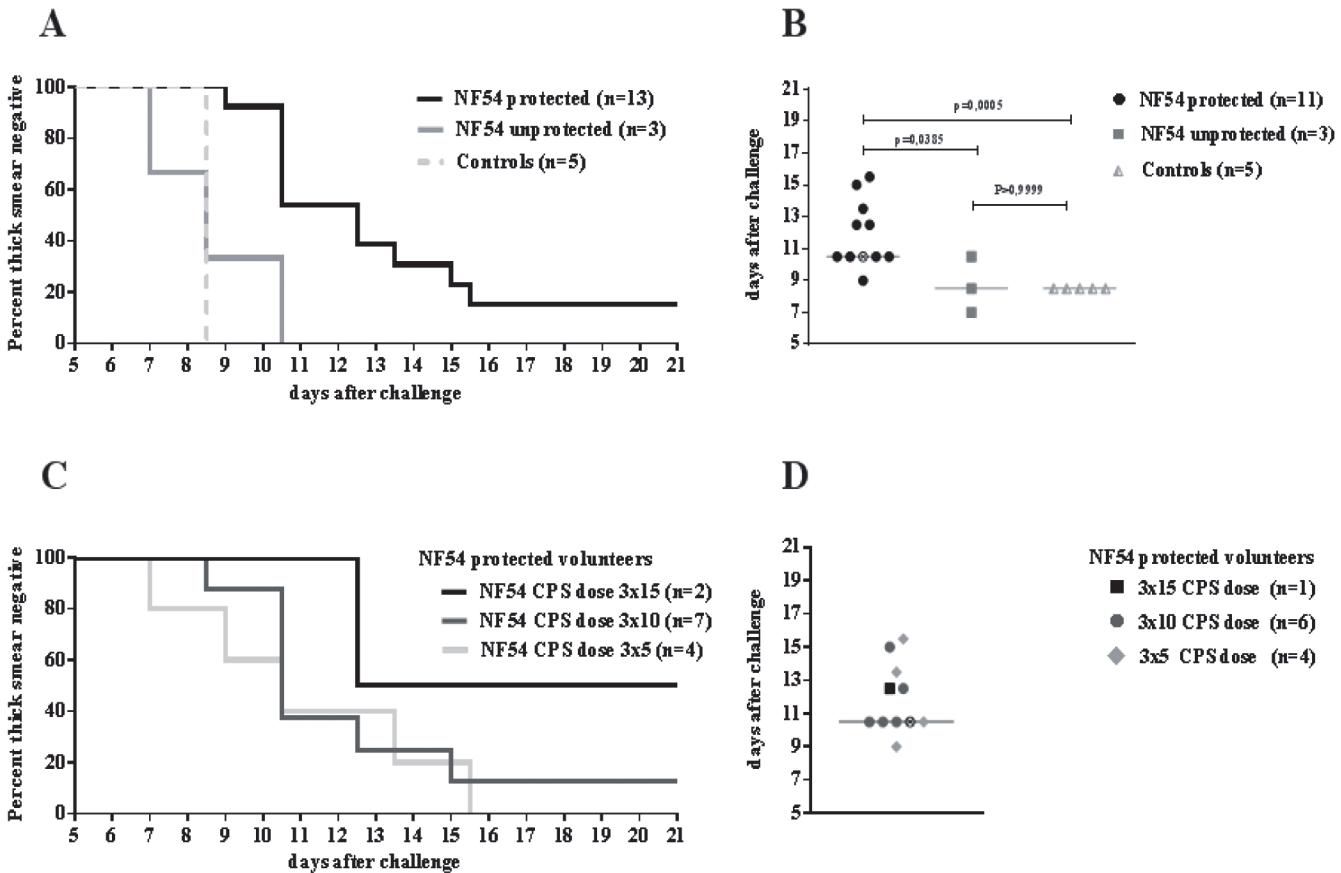 A
Percent thick smear negative
100
80
60
40
20
0
5 6 7 8 9 10 11 12 13 14 15 16 17 18 19 20 21
days after challenge
NF54 protected (n=13)
NF54 unprotected (n=3)
Controls (n=5)
B
days after challenge
21
19
17
15
13
11
9
7
5
p=0,0005
p=0,0385
P>0,9999
NF54 protected (n=11)
NF54 unprotected (n=3)
Controls (n=5)
C
Percent thick smear negative
100
80
60
40
20
0
5 6 7 8 9 10 11 12 13 14 15 16 17 18 19 20 21
days after challenge
NF54 protected volunteers
NF54 CPS dose 3x15 (n=2)
NF54 CPS dose 3x10 (n=7)
NF54 CPS dose 3x5 (n=4)
D
days after challenge
21
19
17
15
13
11
9
7
5
NF54 protected volunteers
3x15 CPS dose (n=1)
3x10 CPS dose (n=6)
3x5 CPS dose (n=4)